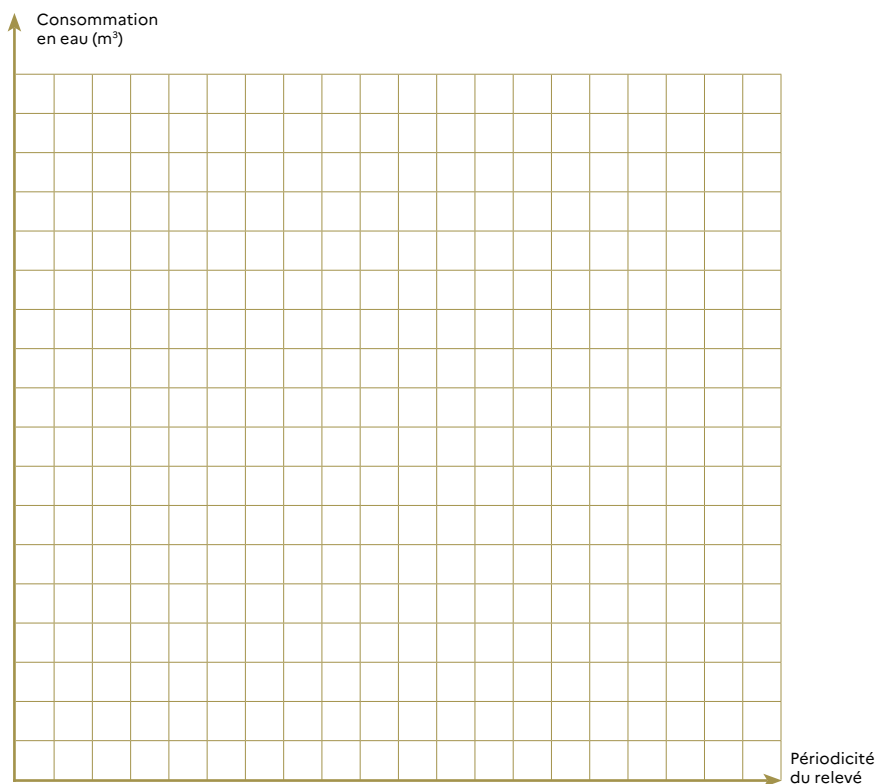 Consommation
en eau (m³)
Périodicité
du relevé